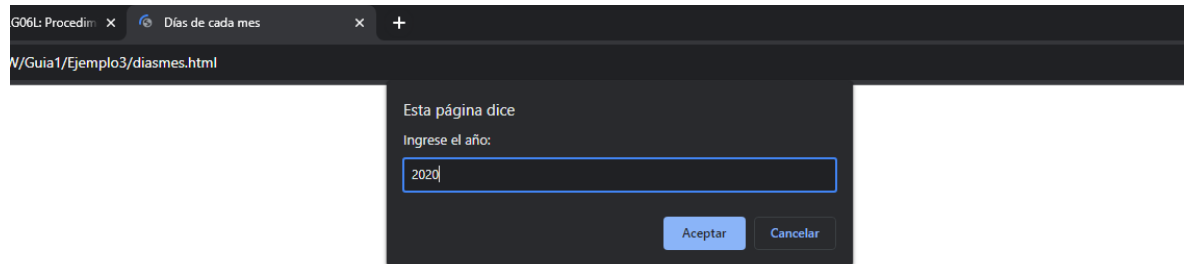 G06L: Procedim
Días de cada mes
W/Guia1/Ejemplo3/diasmes.html
Esta página dice
Ingrese el año:
2020
Aceptar Cancelar